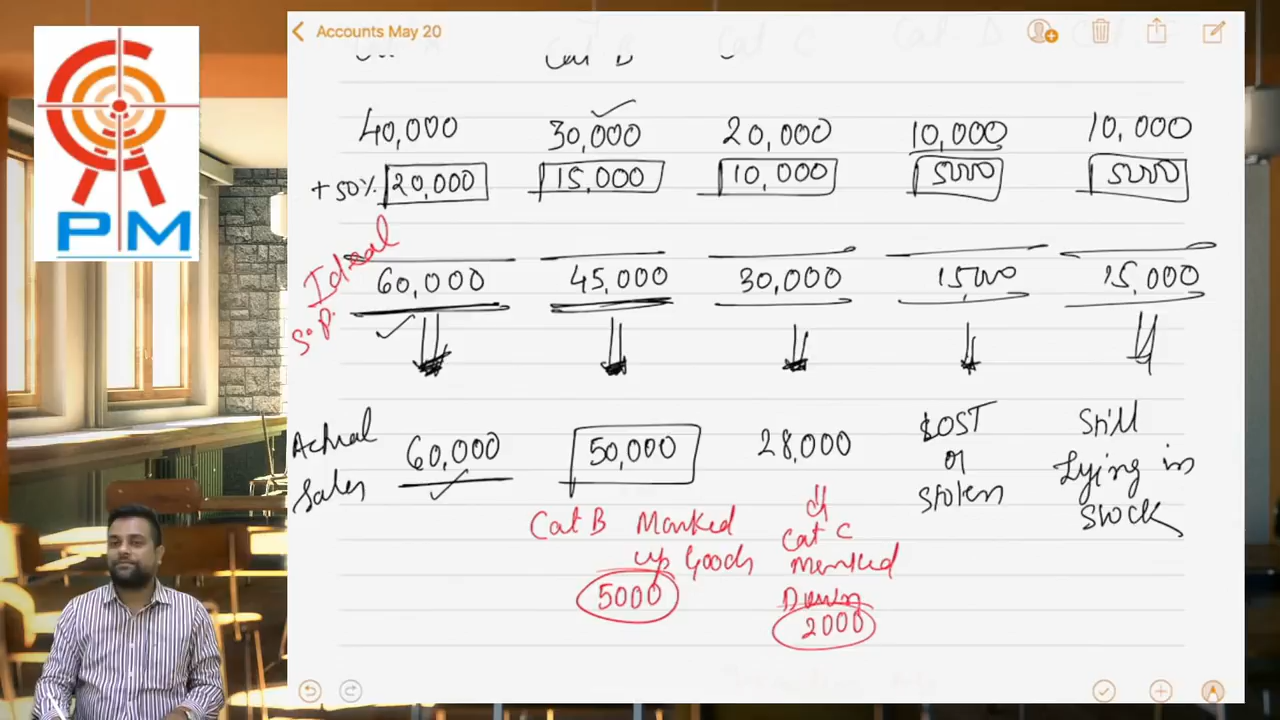 PM
Accounts May 20
Cat B
Cat C
40,000 30,000 20,000 10,000 10,000
+50%. 20,000 15,000 10,000 5000 5000
Ideal
S.P.
60,000 45,000 30,000 1500 15,000
Actual
Sales
60,000 50,000 28,000
LOST
or
stolen
Still
Lying in
stock
Cat B Marked
up Goods
5000
Cat C
Marked
Down
2000